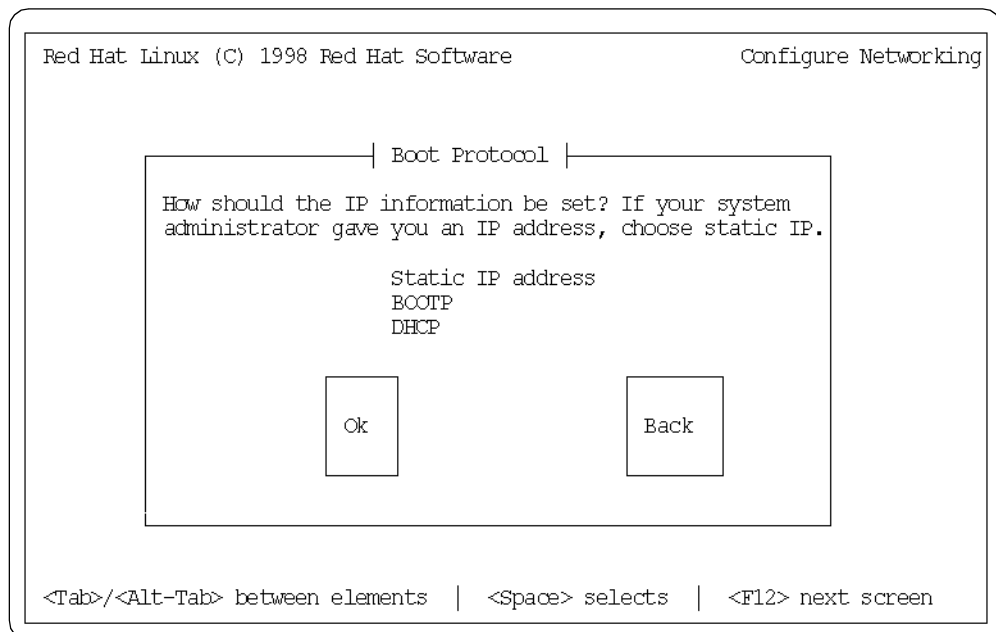 Red Hat Linux (C) 1998 Red Hat Software Configure Networking
Boot Protocol
How should the IP information be set? If your system
administrator gave you an IP address, choose static IP.
Static IP address
BOOTP
DHCP
Ok Back
<Tab>/<Alt-Tab> between elements | <Space> selects | <F12> next screen